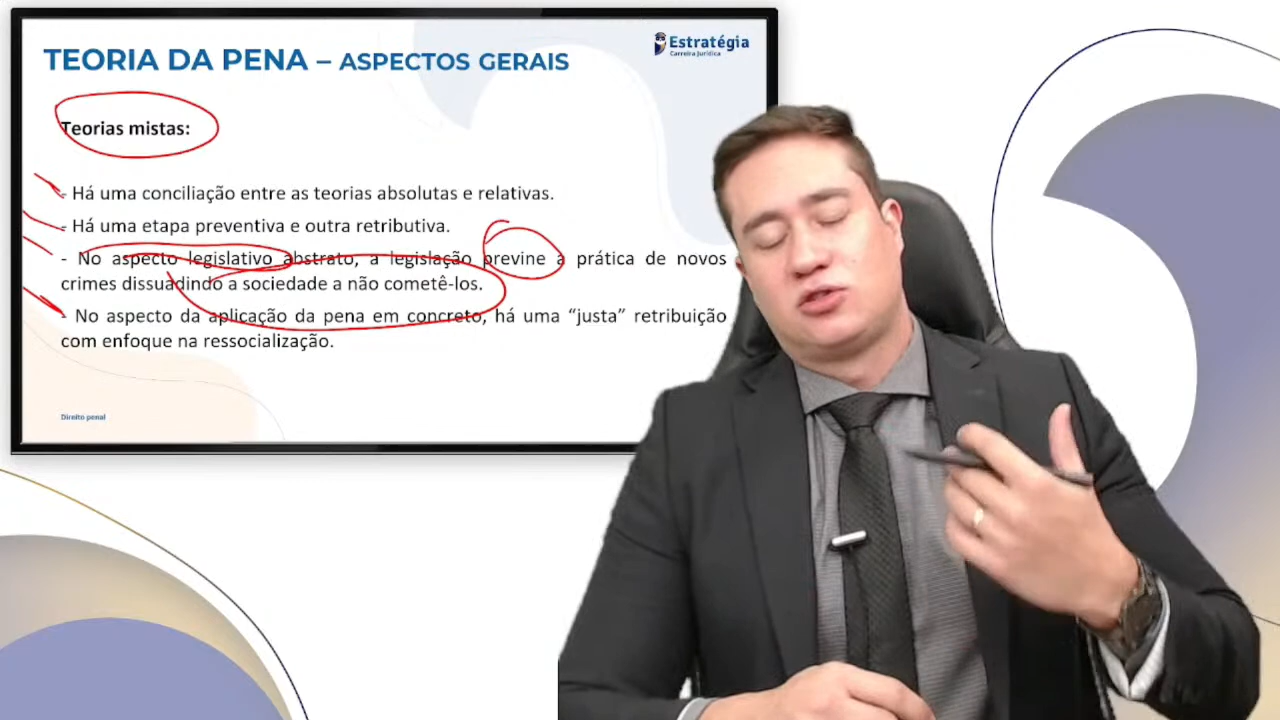 TEORIA DA PENA – ASPECTOS GERAIS
Estratégia
Carreira Jurídica
Teorias mistas:
- Há uma conciliação entre as teorias absolutas e relativas.
- Há uma etapa preventiva e outra retributiva.
- No aspecto legislativo abstrato, a legislação previne a prática de novos
crimes dissuadindo a sociedade a não cometê-los.
- No aspecto da aplicação da pena em concreto, há uma “justa” retribuição
com enfoque na ressocialização.
Direito penal